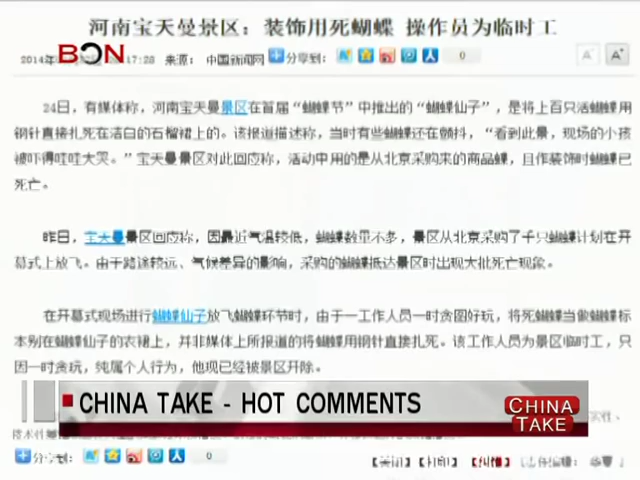 河南宝天曼景区：装饰用死蝴蝶 操作员为临时工
BON
2014年 17:28 来源： 中国新闻网 分享到： 0 A- A+
24日，有媒体称，河南宝天曼景区在首届“蝴蝶节”中推出的“蝴蝶仙子”，是将上百只活蝴蝶用
钢针直接扎死在洁白的石榴裙上的。该报道描述称，当时有些蝴蝶还在颤抖，“看到此景，现场的小孩
被吓得哇哇大哭。”宝天曼景区对此回应称，活动中用的是从北京采购来的商品蝶，且作装饰时蝴蝶已
死亡。
昨日，宝天曼景区回应称，因最近气温较低，蝴蝶数量不多，景区从北京采购了千只蝴蝶计划在开
幕式上放飞。由于路途较远、气候差异的影响，采购的蝴蝶抵达景区时出现大批死亡现象。
在开幕式现场进行蝴蝶仙子放飞蝴蝶环节时，由于一工作人员一时贪图好玩，将死蝴蝶当做蝴蝶标
本别在蝴蝶仙子的衣裙上，并非媒体上所报道的将蝴蝶用钢针直接扎死。该工作人员为景区临时工，只
因一时贪玩，纯属个人行为，他现已经被景区开除。
CHINA TAKE - HOT COMMENTS
CHINA TAKE
实性、
分享到： 0 【关闭】【打印】 【纠错】